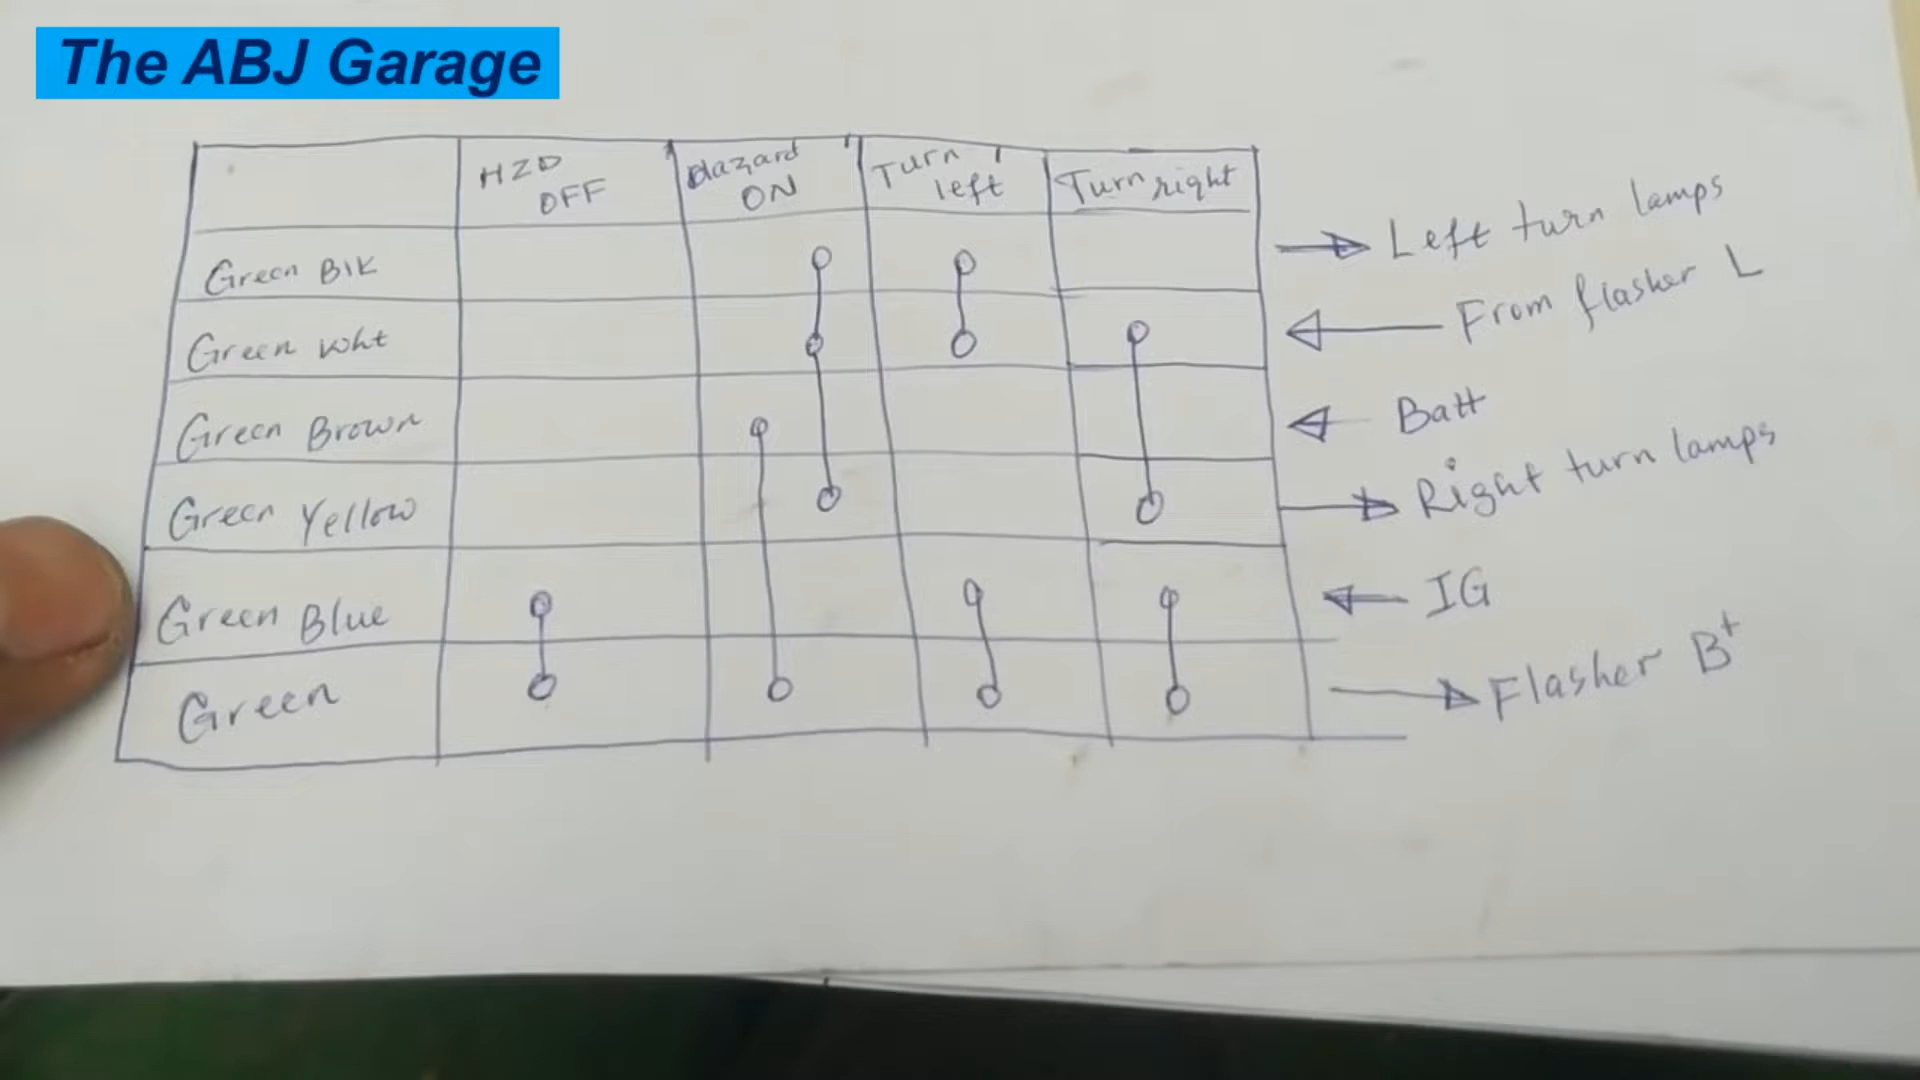 The ABJ Garage
HZD OFF
Hazard ON
Turn left
Turn right
Green Blk
Left turn lamps
Green Wht
From flasher L
Green Brown
Batt
Green Yellow
Right turn lamps
Green Blue
IG
Green
Flasher B+